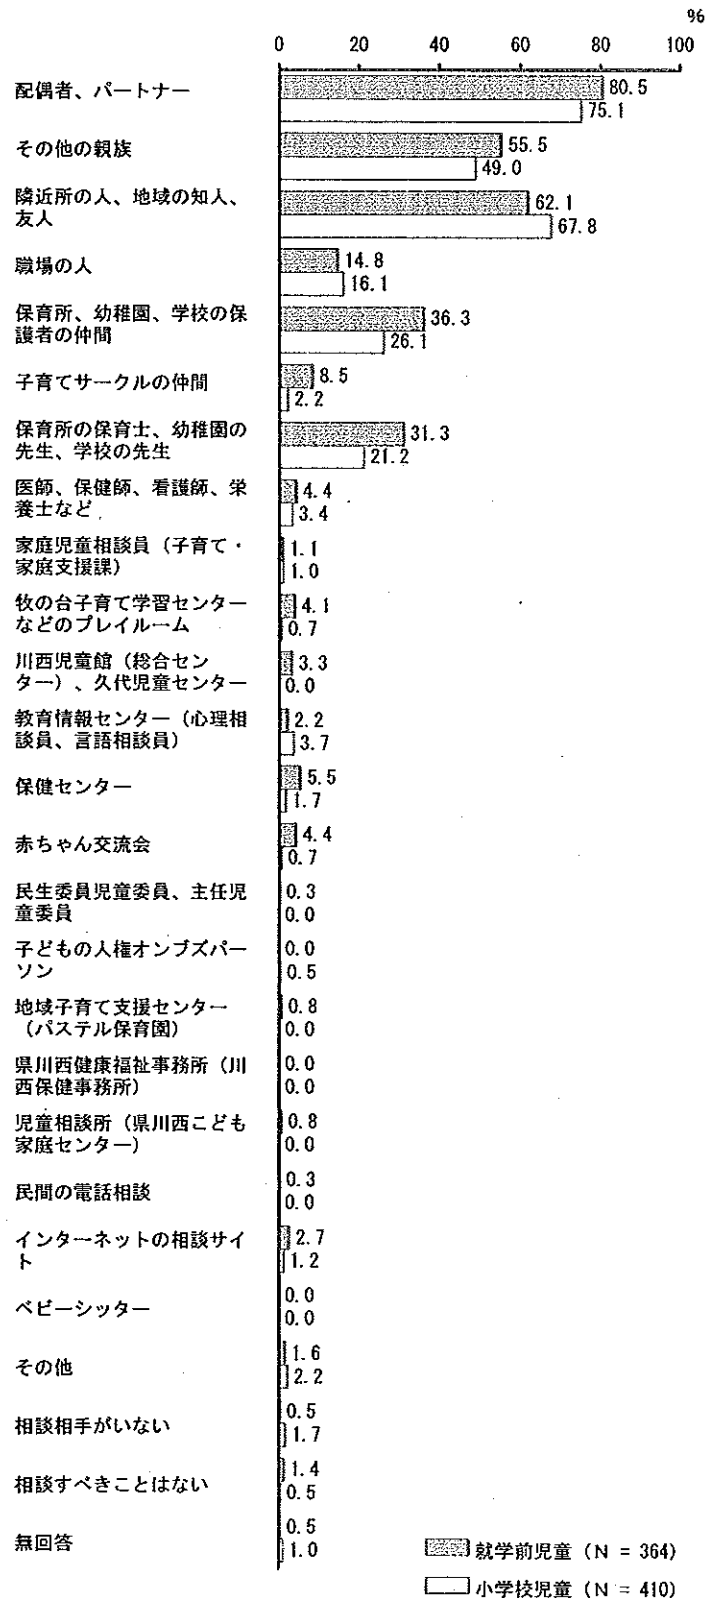 %
0 20 40 60 80 100
配偶者、パートナー
80.5
75.1
その他の親族
55.5
49.0
隣近所の人、地域の知人、
友人
62.1
67.8
職場の人
14.8
16.1
保育所、幼稚園、学校の保
護者の仲間
36.3
26.1
子育てサークルの仲間
8.5
2.2
保育所の保育士、幼稚園の
先生、学校の先生
31.3
21.2
医師、保健師、看護師、栄
養士など
4.4
3.4
家庭児童相談員（子育て・
家庭支援課）
1.1
1.0
牧の台子育て学習センター
などのプレイルーム
4.1
0.7
川西児童館（総合セン
ター）、久代児童センター
3.3
0.0
教育情報センター（心理相
談員、言語相談員）
2.2
3.7
保健センター
5.5
1.7
赤ちゃん交流会
4.4
0.7
民生委員児童委員、主任児
童委員
0.3
0.0
子どもの人権オンブズパー
ソン
0.0
0.5
地域子育て支援センター
（パステル保育園）
0.8
0.0
県川西健康福祉事務所（川
西保健事務所）
0.0
0.0
児童相談所（県川西こども
家庭センター）
0.8
0.0
民間の電話相談
0.3
0.0
インターネットの相談サイ
ト
2.7
1.2
ベビーシッター
0.0
0.0
その他
1.6
2.2
相談相手がいない
0.5
1.7
相談すべきことはない
1.4
0.5
無回答
0.5
1.0
就学前児童（N = 364）
小学校児童（N = 410）